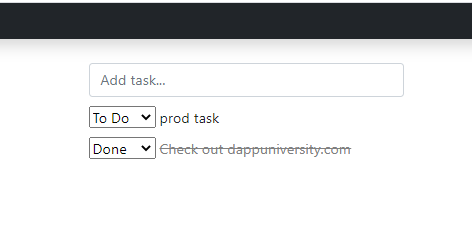 Add task...
To Do prod task
Done Check out dappuniversity.com